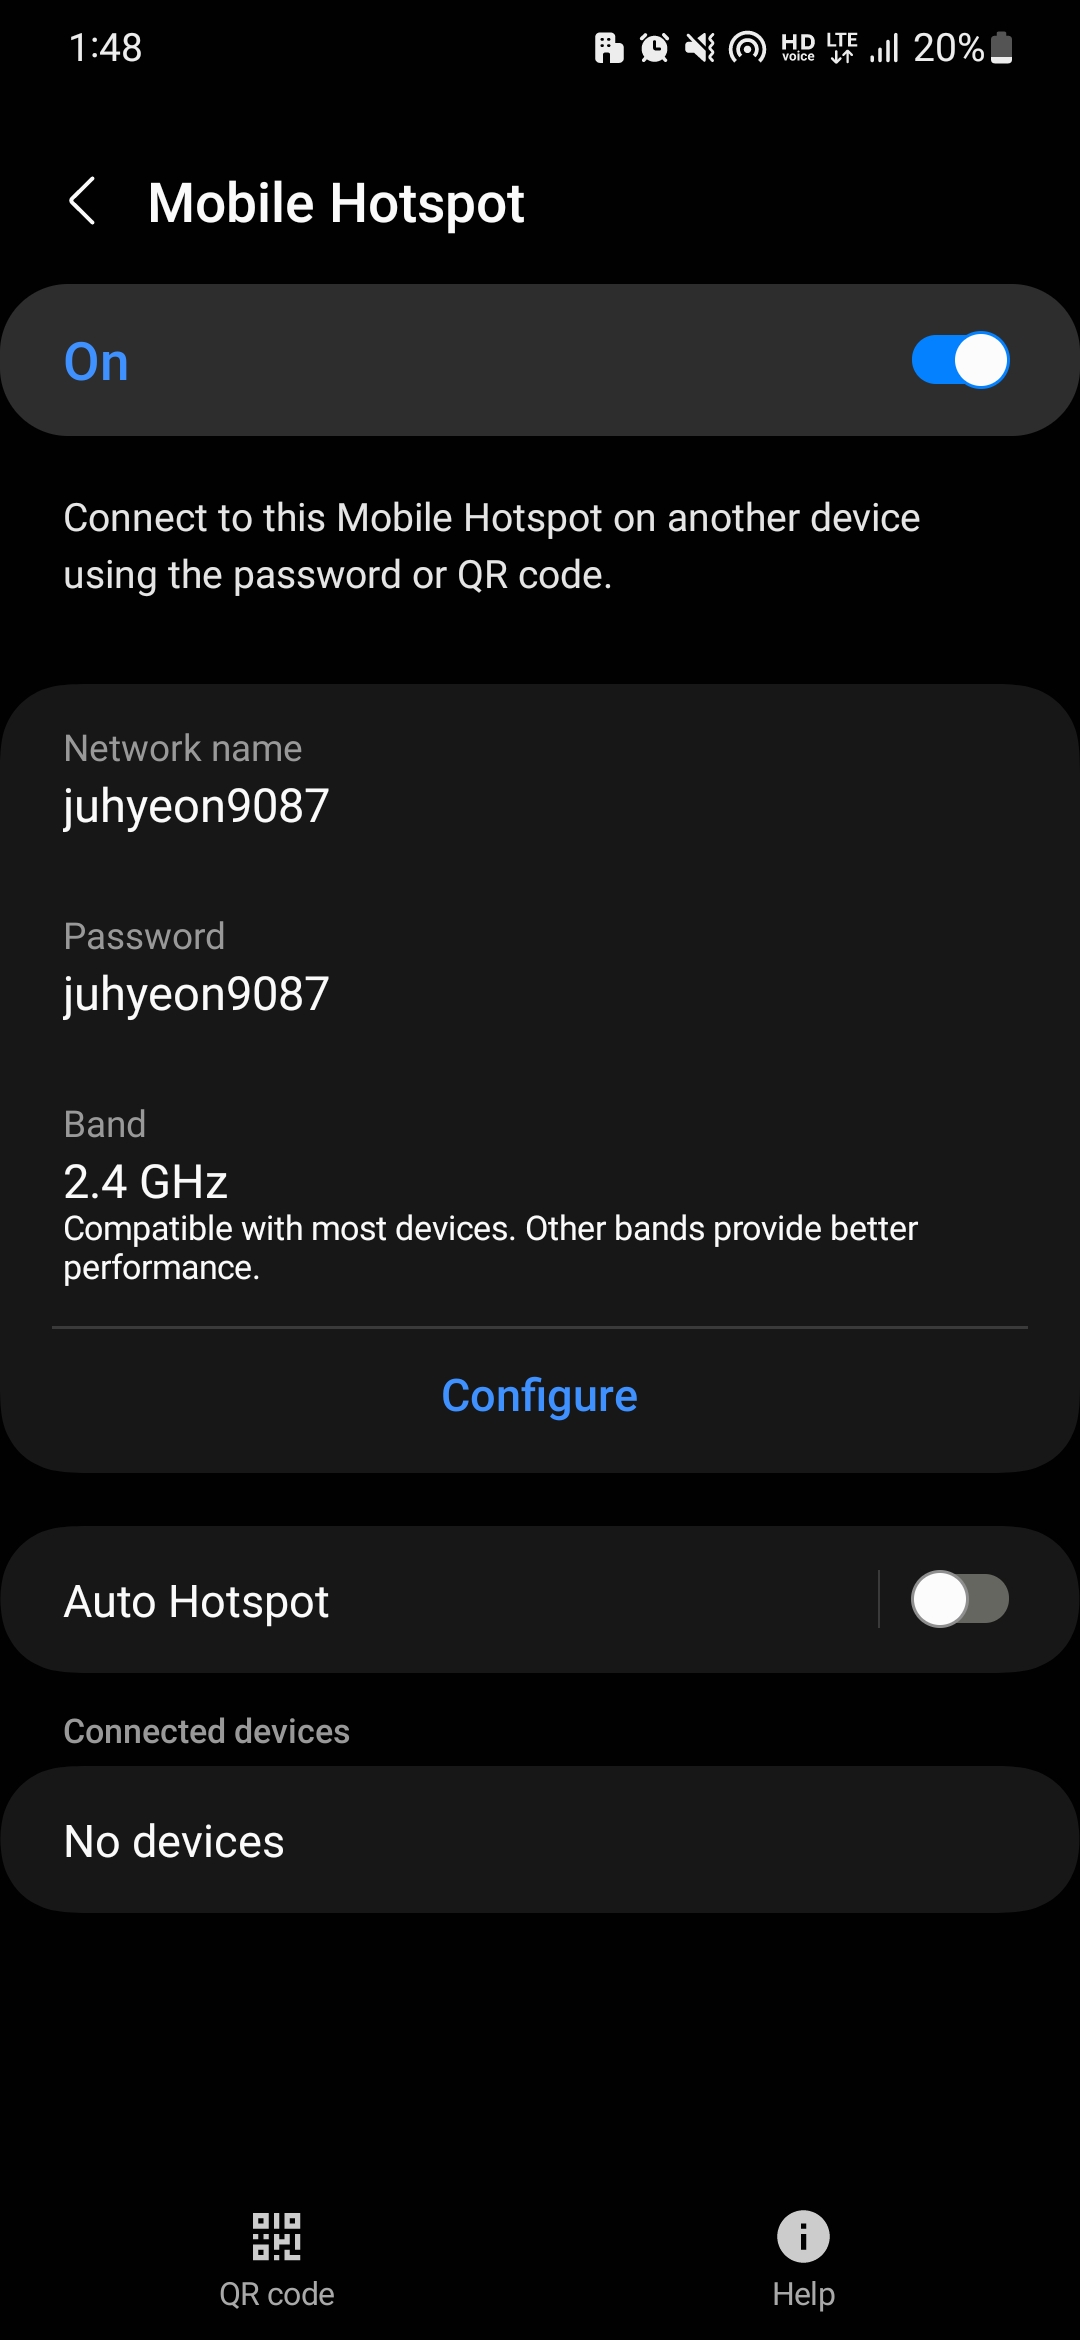 1:48 HD voice LTE 20%
Mobile Hotspot
On
Connect to this Mobile Hotspot on another device
using the password or QR code.
Network name
juhyeon9087
Password
juhyeon9087
Band
2.4 GHz
Compatible with most devices. Other bands provide better
performance.
Configure
Auto Hotspot
Connected devices
No devices
QR code
Help